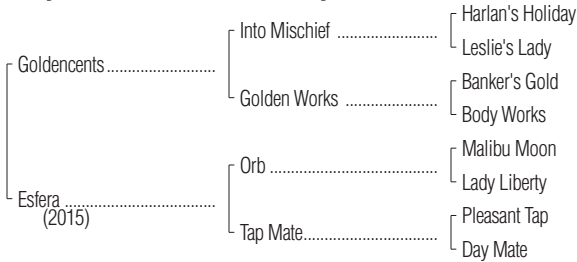 Harlan's Holiday
Into Mischief ..................
Leslie's Lady
Goldencents.........................
Banker's Gold
Golden Works .................
Body Works
Malibu Moon
Orb ...................................
Lady Liberty
Esfera ..................................
(2015)
Pleasant Tap
Tap Mate............................
Day Mate